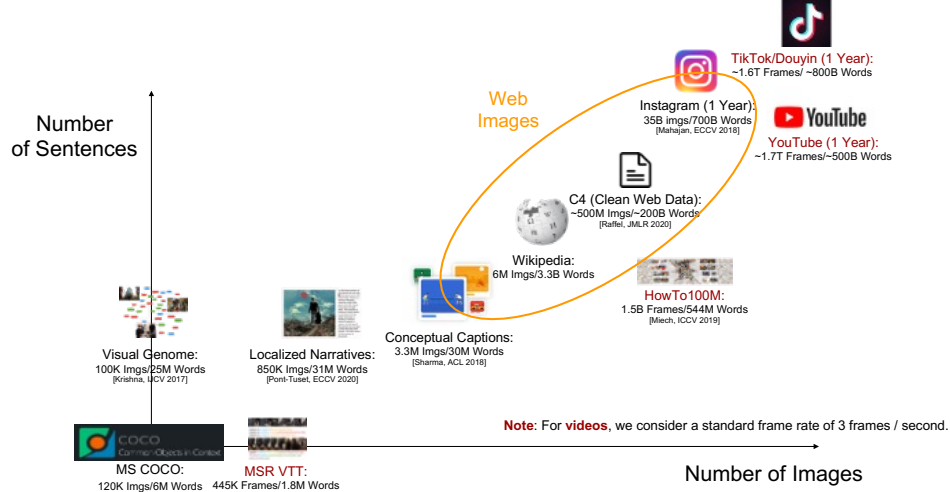 TikTok/Douyin (1 Year):
~1.6T Frames/ ~800B Words
Web
Images
Instagram (1 Year):
35B imgs/700B Words
[Mahajan, ECCV 2018]
YouTube
YouTube (1 Year):
~1.7T Frames/~500B Words
Number
of Sentences
C4 (Clean Web Data):
~500M Imgs/~200B Words
[Raffel, JMLR 2020]
Wikipedia:
6M Imgs/3.3B Words
HowTo100M:
1.5B Frames/544M Words
[Miech, ICCV 2019]
Visual Genome:
100K Imgs/25M Words
[Krishna, IJCV 2017]
Localized Narratives:
850K Imgs/31M Words
[Pont-Tuset, ECCV 2020]
Conceptual Captions:
3.3M Imgs/30M Words
[Sharma, ACL 2018]
Note: For videos, we consider a standard frame rate of 3 frames / second.
COCO
Common Objects in Context
MS COCO:
120K Imgs/6M Words
MSR VTT:
445K Frames/1.8M Words
Number of Images